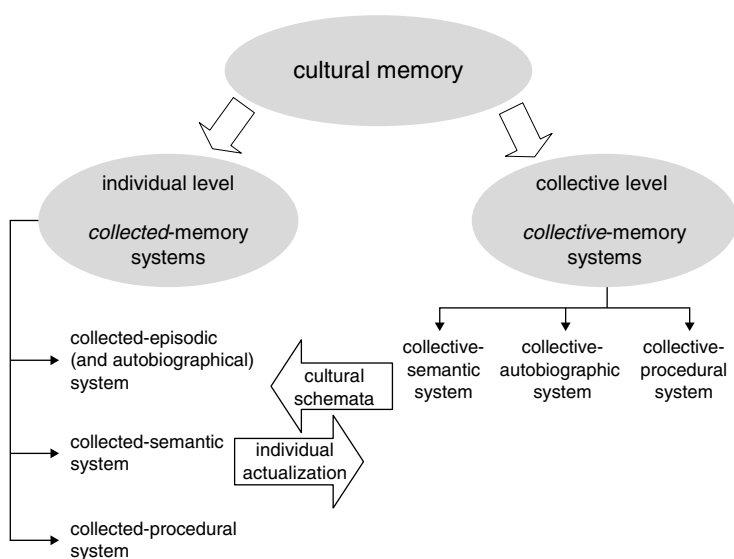 cultural memory
individual level
collected-memory
systems
collective level
collective-memory
systems
collected-episodic
(and autobiographical)
system
collected-semantic
system
collected-procedural
system
cultural
schemata
individual
actualization
collective-
semantic
system
collective-
autobiographic
system
collective-
procedural
system